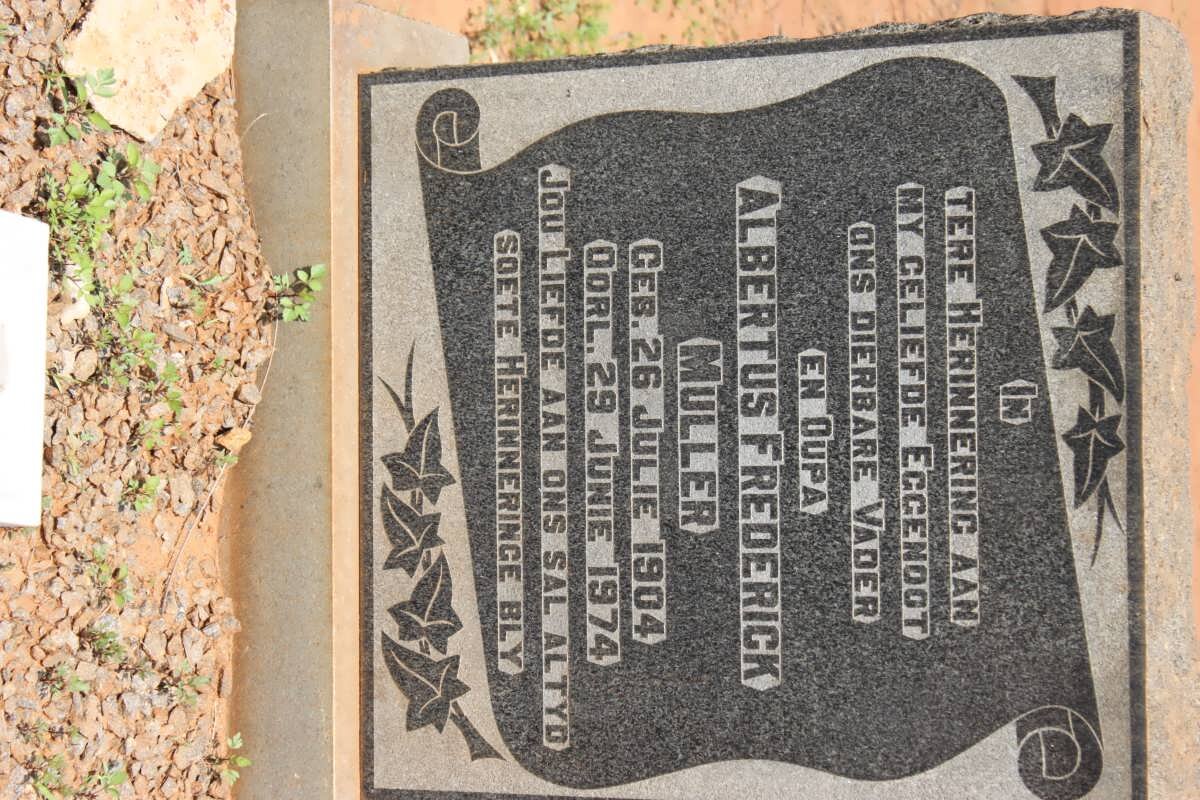 IN
TERE HERINNERING AAN
MY GELIEFDE EGGENOOT
ONS DIERBARE VADER
EN OUPA
ALBERTUS FREDERICK
MULLER
GEB. 26 JULIE 1904
OORL. 29 JUNIE 1974
JOU LIEFDE AAN ONS SAL ALTYD
SOETE HERINNERINGE BLY